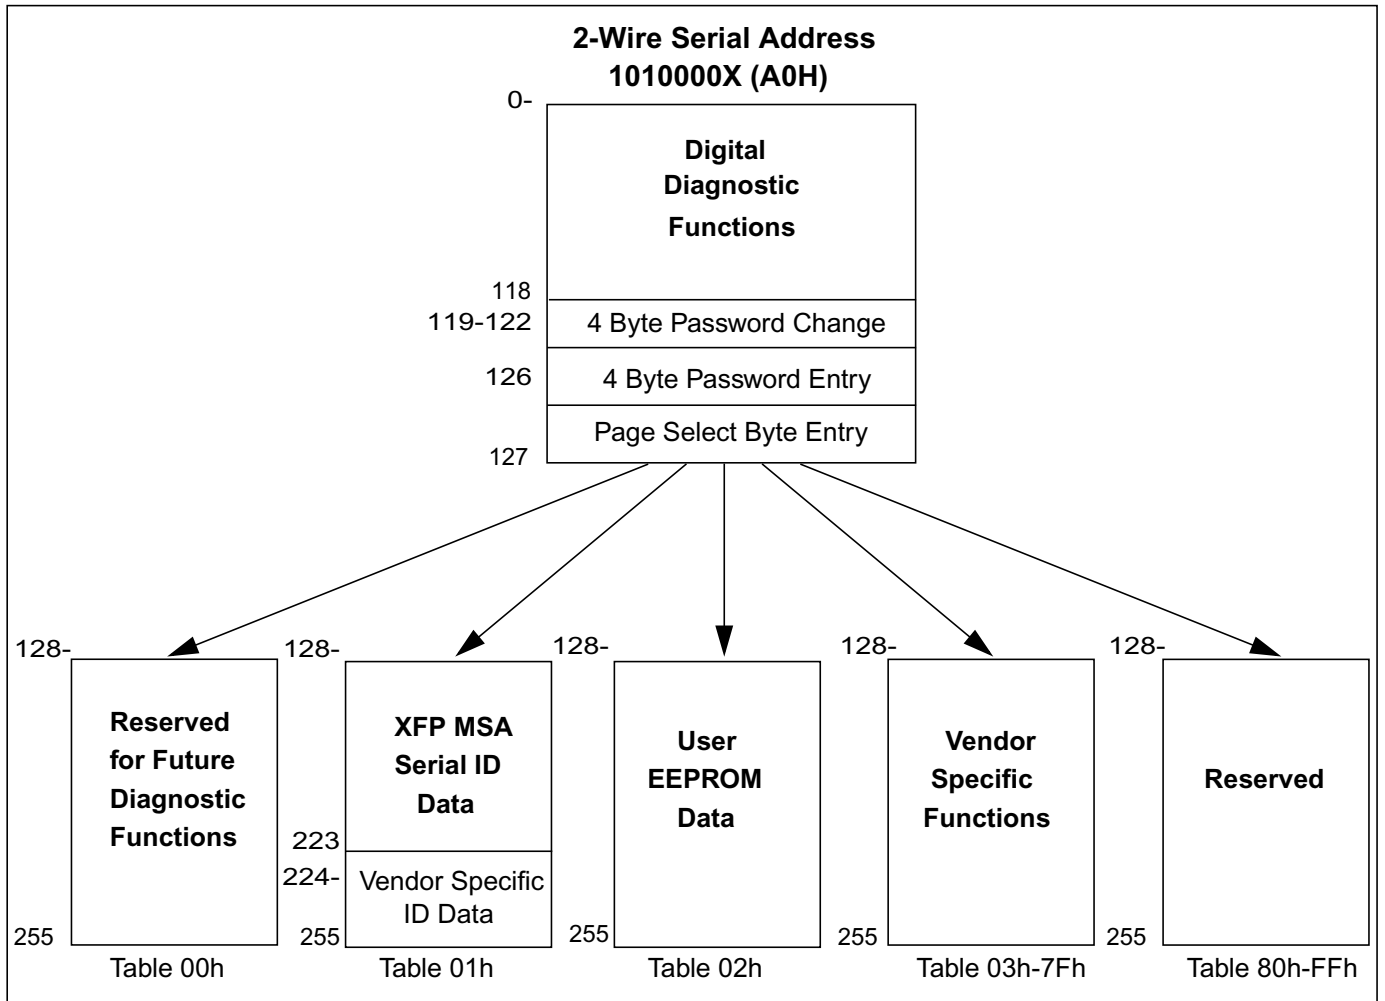 2-Wire Serial Address
1010000X (A0H)
0-
Digital
Diagnostic
Functions
118
119-122
4 Byte Password Change
126
4 Byte Password Entry
Page Select Byte Entry
127
128-
Reserved
for Future
Diagnostic
Functions
255
Table 00h
128-
XFP MSA
Serial ID
Data
223
224-
Vendor Specific
ID Data
255
Table 01h
128-
User
EEPROM
Data
255
Table 02h
128-
Vendor
Specific
Functions
255
Table 03h-7Fh
128-
Reserved
255
Table 80h-FFh